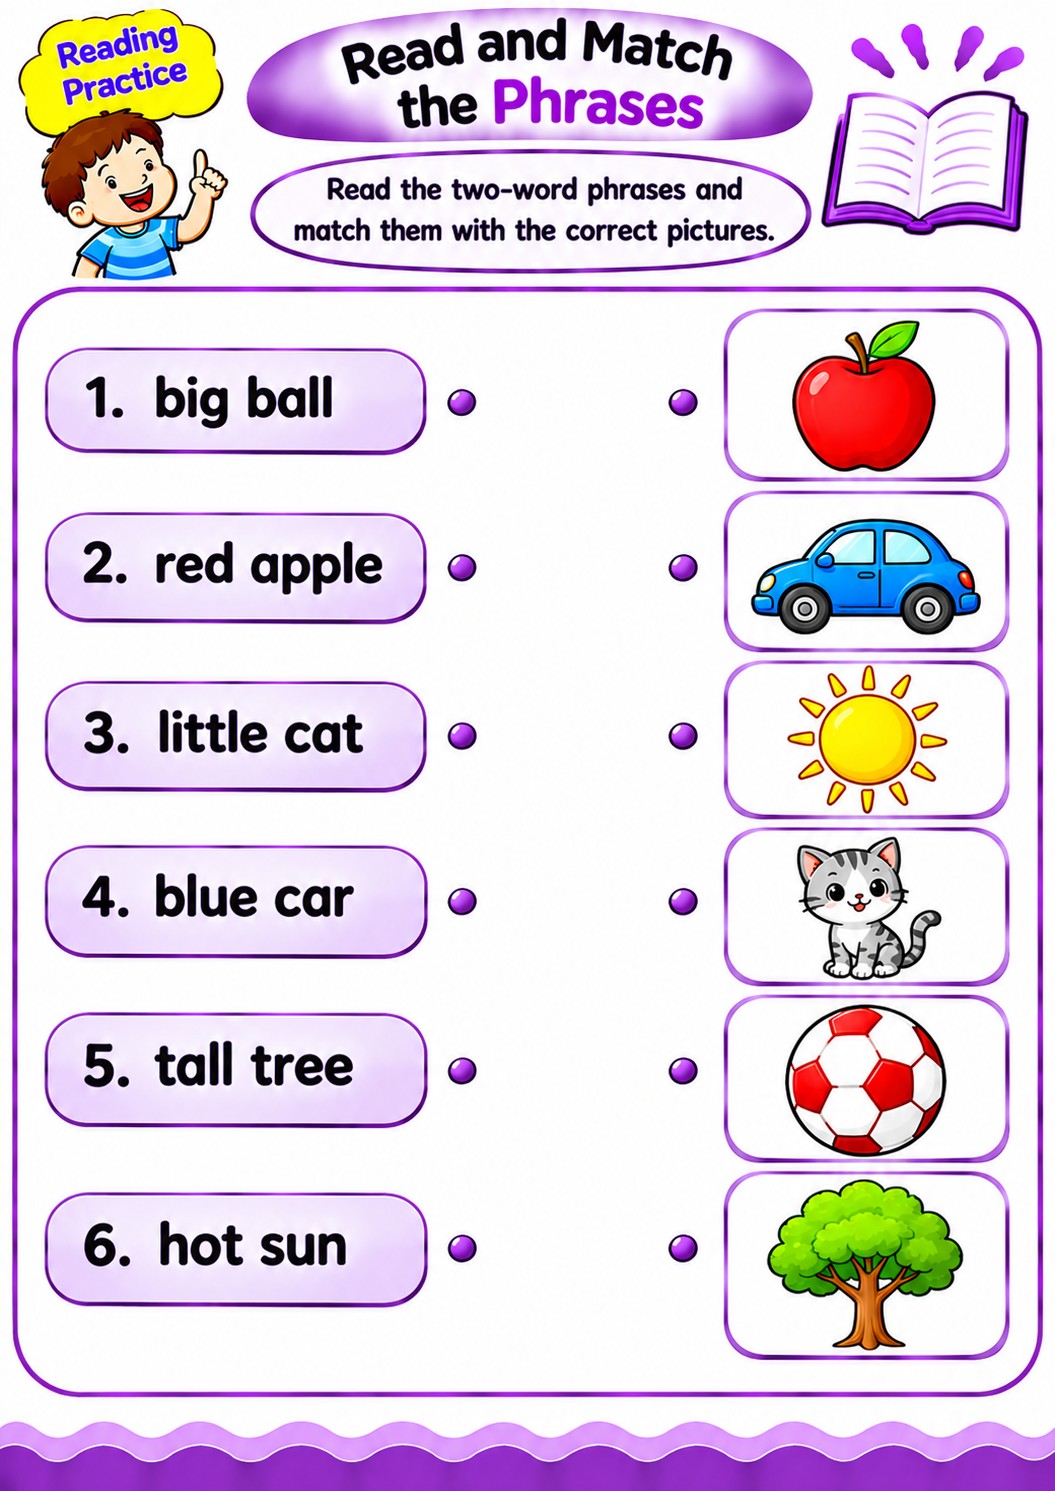 Reading
Practice
Read and Match
the Phrases
Read the two-word phrases and
match them with the correct pictures.
1. big ball
2. red apple
3. little cat
4. blue car
5. tall tree
6. hot sun